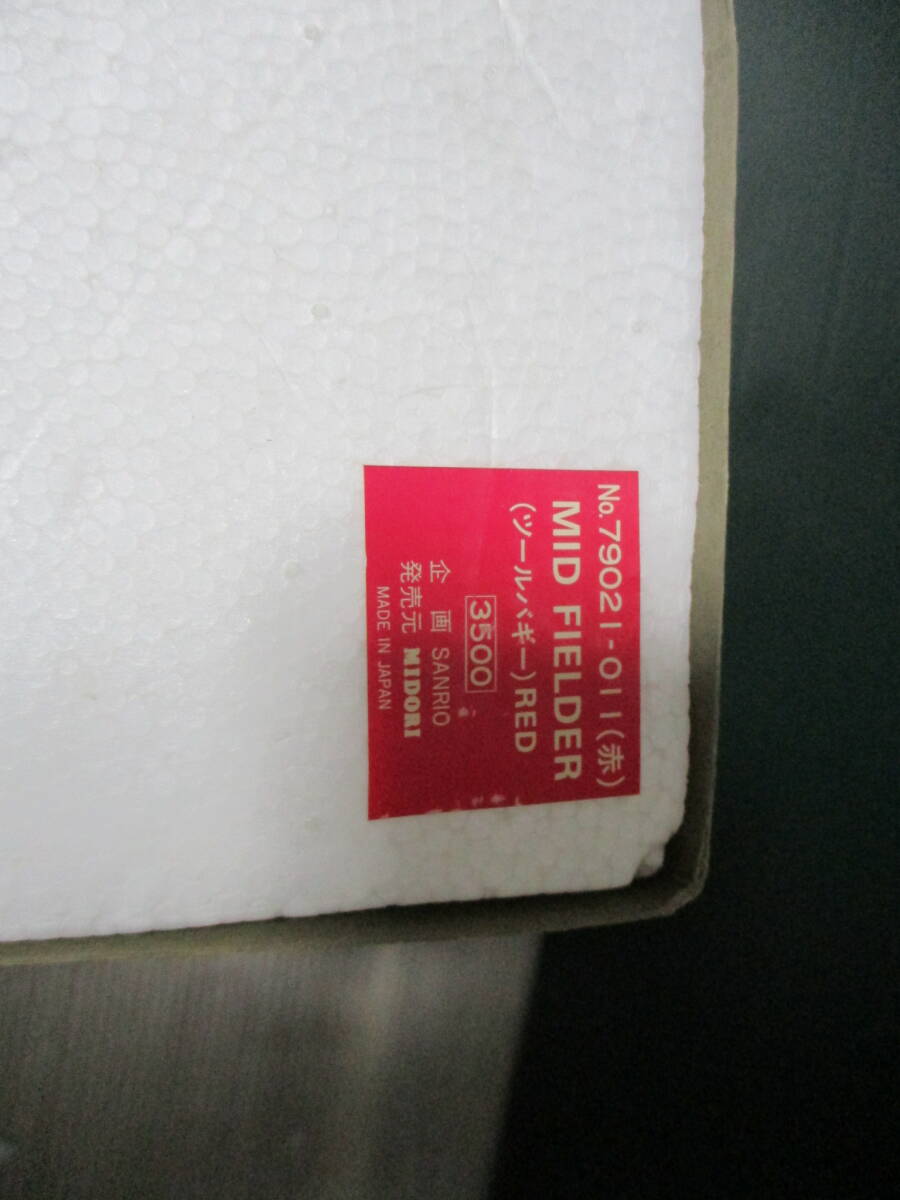 No.79021-011(赤)
MID FIELDER
(ツールバギー)RED
3500
企 画 SANRIO
発売元 MIDORI
MADE IN JAPAN